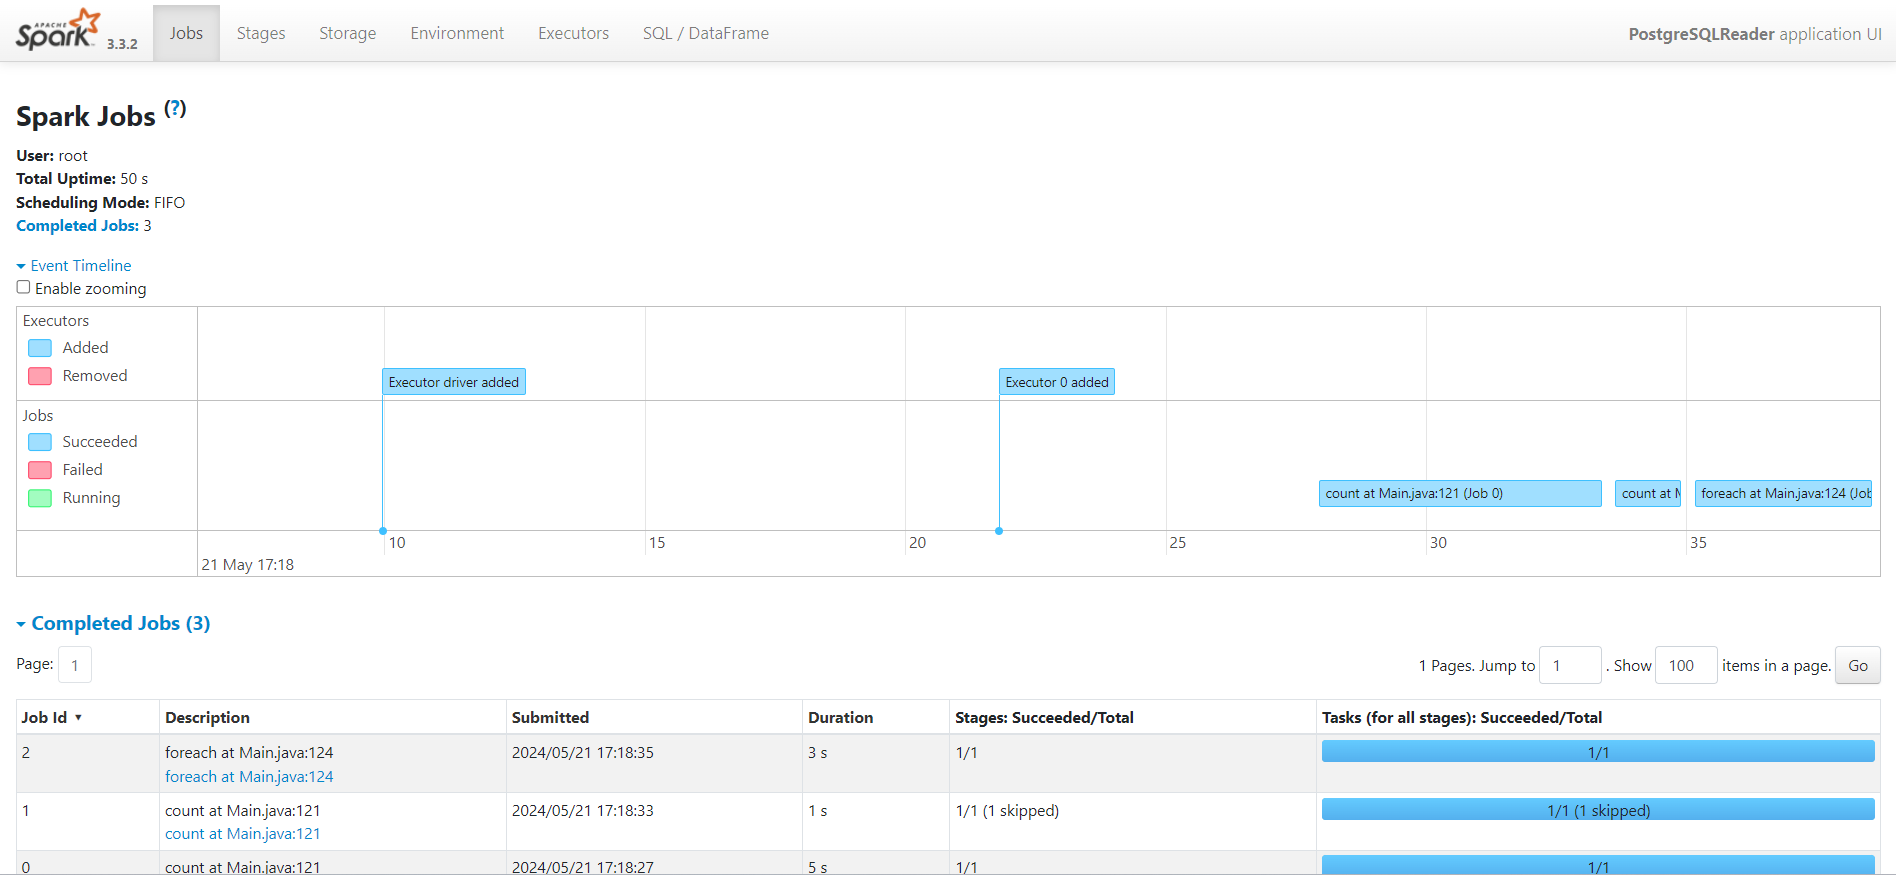 APACHE
Spark 3.3.2 Jobs Stages Storage Environment Executors SQL / DataFrame PostgreSQLReader application UI
Spark Jobs (?)
User: root
Total Uptime: 50 s
Scheduling Mode: FIFO
Completed Jobs: 3
Event Timeline
Enable zooming
Executors
Added
Removed
Executor driver added Executor 0 added
Jobs
Succeeded
Failed
Running
count at Main.java:121 (Job 0) count at foreach at Main.java:124 (Job
10 15 20 25 30 35
21 May 17:18
Completed Jobs (3)
Page: 1 1 Pages. Jump to 1 . Show 100 items in a page. Go
Job Id ▾ Description Submitted Duration Stages: Succeeded/Total Tasks (for all stages): Succeeded/Total
2 foreach at Main.java:124 2024/05/21 17:18:35 3 s 1/1 1/1
foreach at Main.java:124
1 count at Main.java:121 2024/05/21 17:18:33 1 s 1/1 (1 skipped) 1/1 (1 skipped)
count at Main.java:121
0 count at Main.java:121 2024/05/21 17:18:27 5 s 1/1 1/1